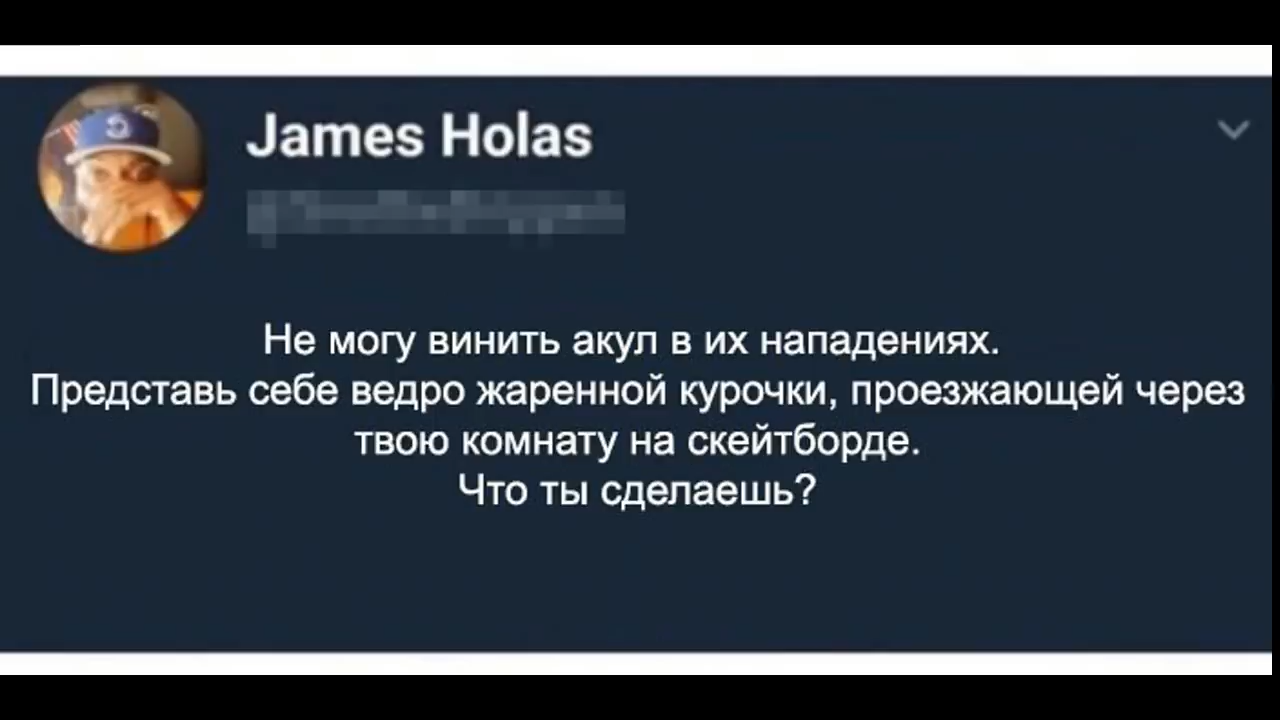 James Holas
Не могу винить акул в их нападениях.
Представь себе ведро жаренной курочки, проезжающей через
твою комнату на скейтборде.
Что ты сделаешь?